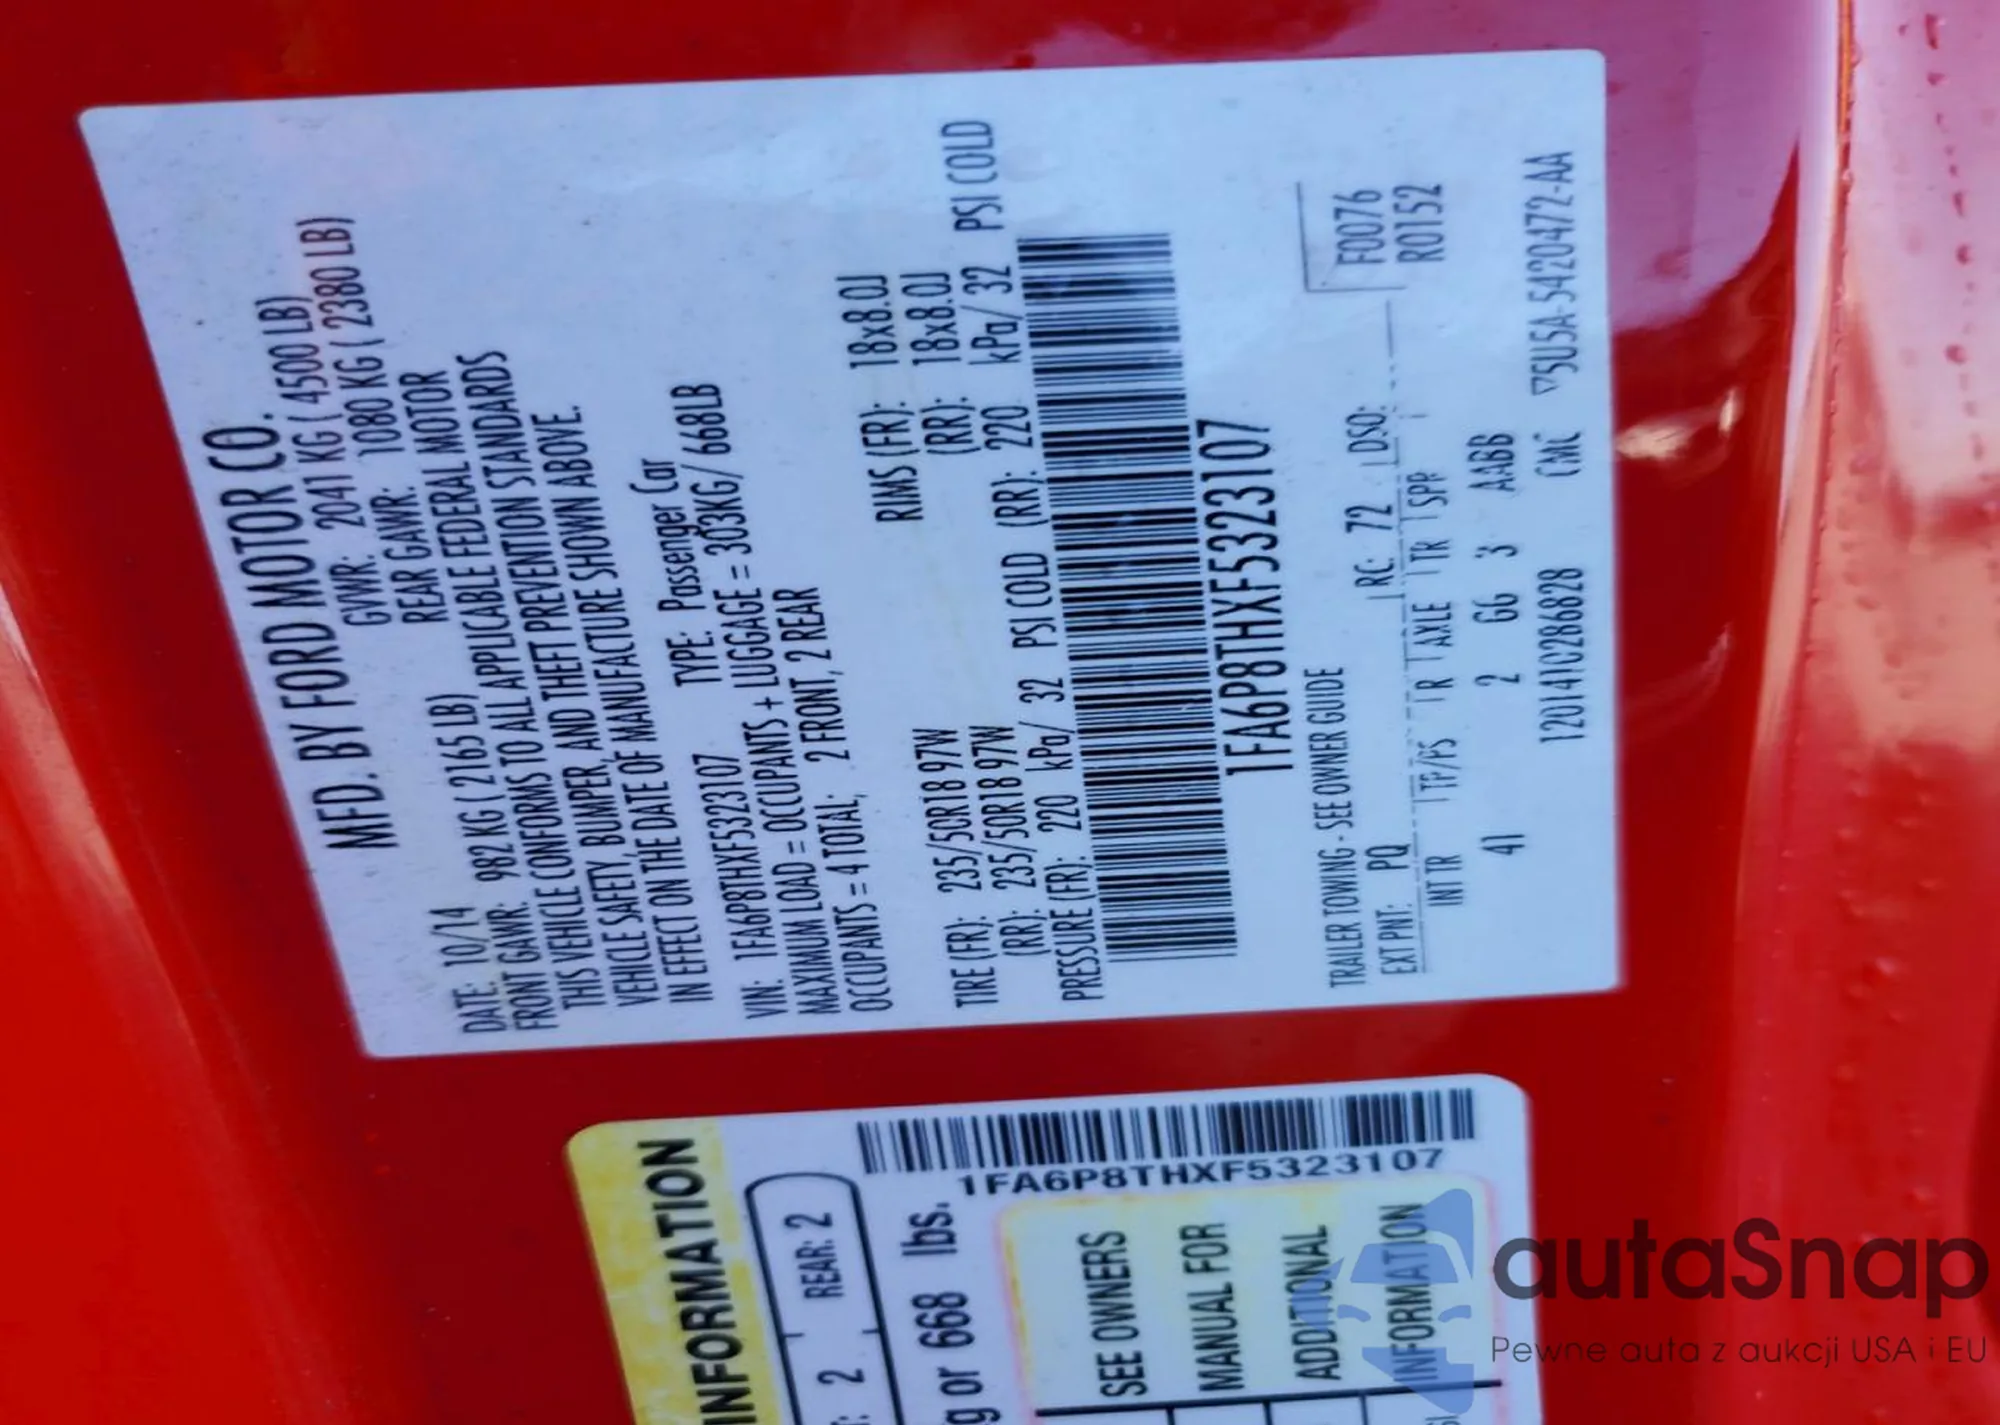 MFD. BY FORD MOTOR CO.
DATE: 10/14 GVWR: 2041 KG ( 4500 LB)
FRONT GAWR: 982 KG ( 2165 LB) REAR GAWR: 1080 KG ( 2380 LB)
THIS VEHICLE CONFORMS TO ALL APPLICABLE FEDERAL MOTOR
VEHICLE SAFETY, BUMPER, AND THEFT PREVENTION STANDARDS
IN EFFECT ON THE DATE OF MANUFACTURE SHOWN ABOVE.
VIN: 1FA6P8THXF5323107 TYPE: Passenger Car
MAXIMUM LOAD = OCCUPANTS + LUGGAGE = 303KG/ 668LB
OCCUPANTS = 4 TOTAL; 2 FRONT, 2 REAR
TIRE (FR): 235/50R18 97W RIMS (FR): 18x8.0J
(RR): 235/50R18 97W (RR): 18x8.0J
PRESSURE (FR): 220 kPa/ 32 PSI COLD (RR): 220 kPa/ 32 PSI COLD
1FA6P8THXF5323107
TRAILER TOWING - SEE OWNER GUIDE
F0076
EXT PNT: PQ RC: 72 DSO: R0152
INT TR TP/PS R AXLE TR SPR
41 2 G6 3 AABB
1201410286828 CMC ▽5U5A-5420472-AA
INFORMATION
2 REAR: 2
or 668 lbs.
1FA6P8THXF5323107
SEE OWNERS
MANUAL FOR
ADDITIONAL
INFORMATION
autaSnap
Pewne auta z aukcji USA i EU